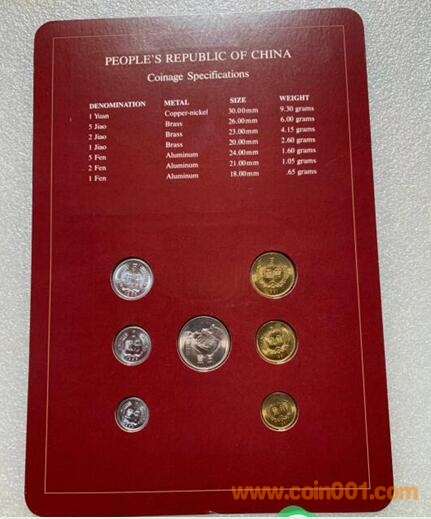 PEOPLE'S REPUBLIC OF CHINA
Coinage Specifications
DENOMINATION METAL SIZE WEIGHT
1 Yuan Copper-nickel 30.00mm 9.30 grams
5 Jiao Brass 26.00mm 6.00 grams
2 Jiao Brass 23.00mm 4.15 grams
1 Jiao Brass 20.00mm 2.60 grams
5 Fen Aluminum 24.00mm 1.60 grams
2 Fen Aluminum 21.00mm 1.05 grams
1 Fen Aluminum 18.00mm .65 grams
www.coin001.com